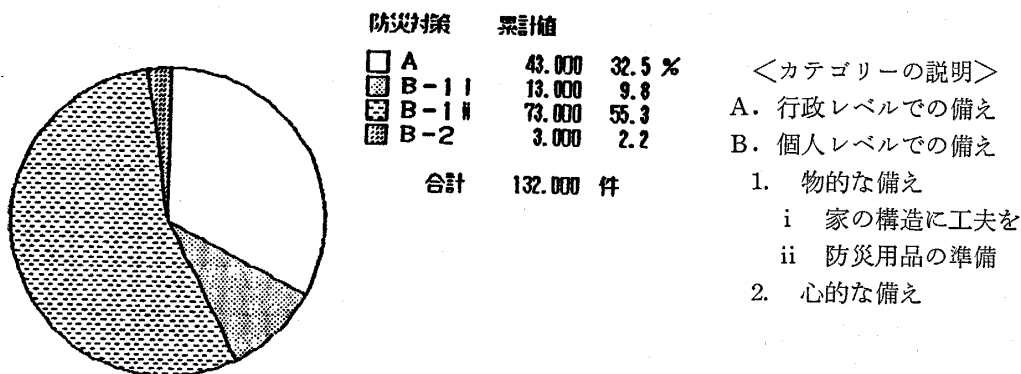 防災対策 累計値
A 43.000 32.5 %
B-1 i 13.000 9.8
B-1 ii 73.000 55.3
B-2 3.000 2.2
合計 132.000 件
<カテゴリーの説明>
A. 行政レベルでの備え
B. 個人レベルでの備え
1. 物的な備え
i 家の構造に工夫を
ii 防災用品の準備
2. 心的な備え